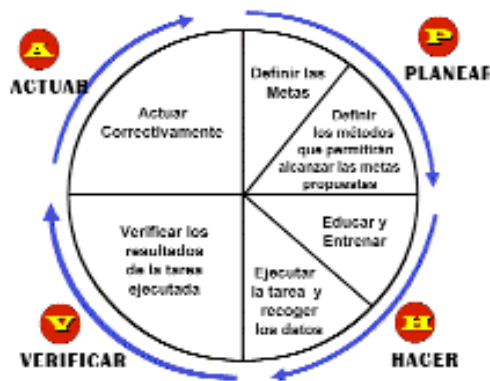 A
ACTUAR
P
PLANEAR
Definir las
Metas
Definir
los métodos
que permitirán
alcanzar las metas
propuestas
Educar y
Entrenar
Ejecutar
la tarea y
recoger
los datos
H
HACER
Verificar los
resultados
de la tarea
ejecutada
V
VERIFICAR
Actuar
Correctivamente